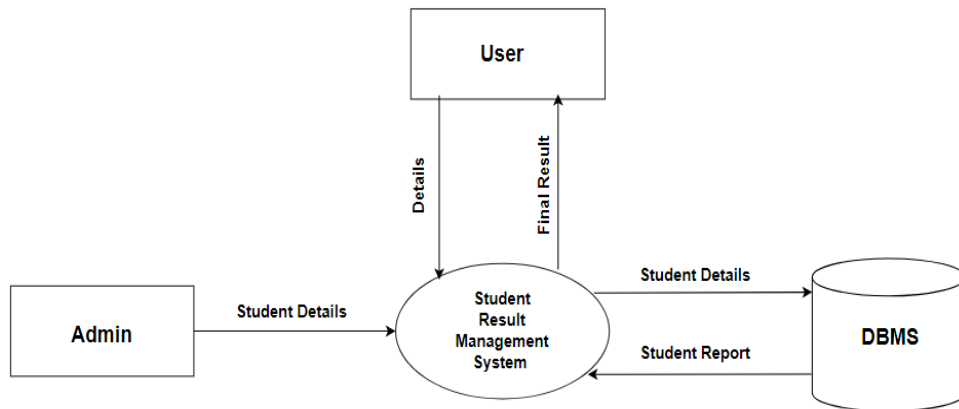 User
Details
Final Result
Student Details
Student
Result
Management
System
Admin
Student Details
DBMS
Student Report